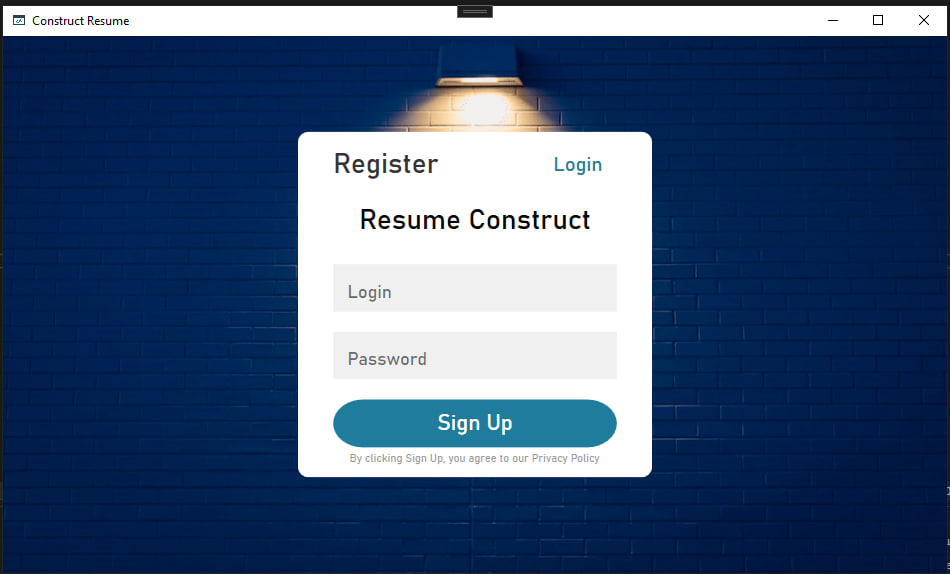 Construct Resume
Register
Login
Resume Construct
Login
Password
Sign Up
By clicking Sign Up, you agree to our Privacy Policy